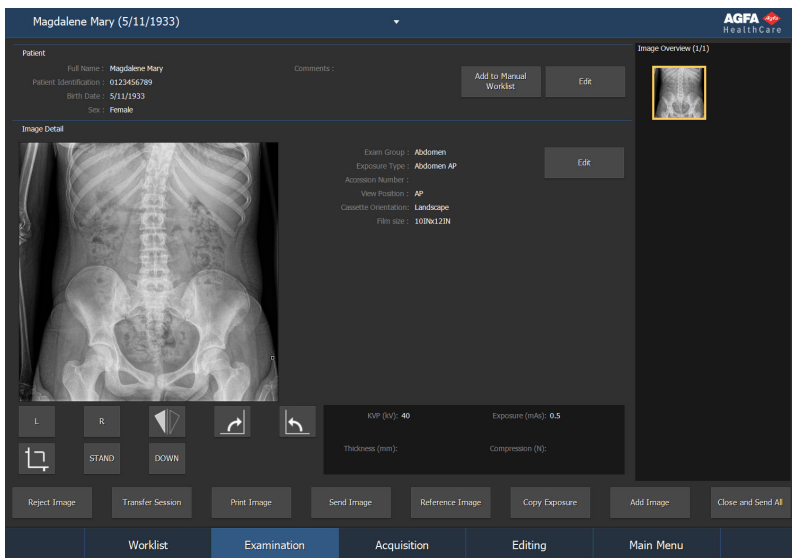 Magdalene Mary (5/11/1933)
AGFA
HealthCare
Patient
Full Name : Magdalene Mary
Comments :
Patient Identification : 0123456789
Birth Date : 5/11/1933
Sex : Female
Add to Manual
Worklist
Edit
Image Overview (1/1)
Image Detail
Exam Group : Abdomen
Exposure Type : Abdomen AP
Accession Number :
View Position : AP
Cassette Orientation: Landscape
Film size : 10INx12IN
Edit
L
R
STAND
DOWN
KVP (kV): 40
Exposure (mAs): 0.5
Thickness (mm):
Compression (N):
Reject Image
Transfer Session
Print Image
Send Image
Reference Image
Copy Exposure
Add Image
Close and Send All
Worklist
Examination
Acquisition
Editing
Main Menu